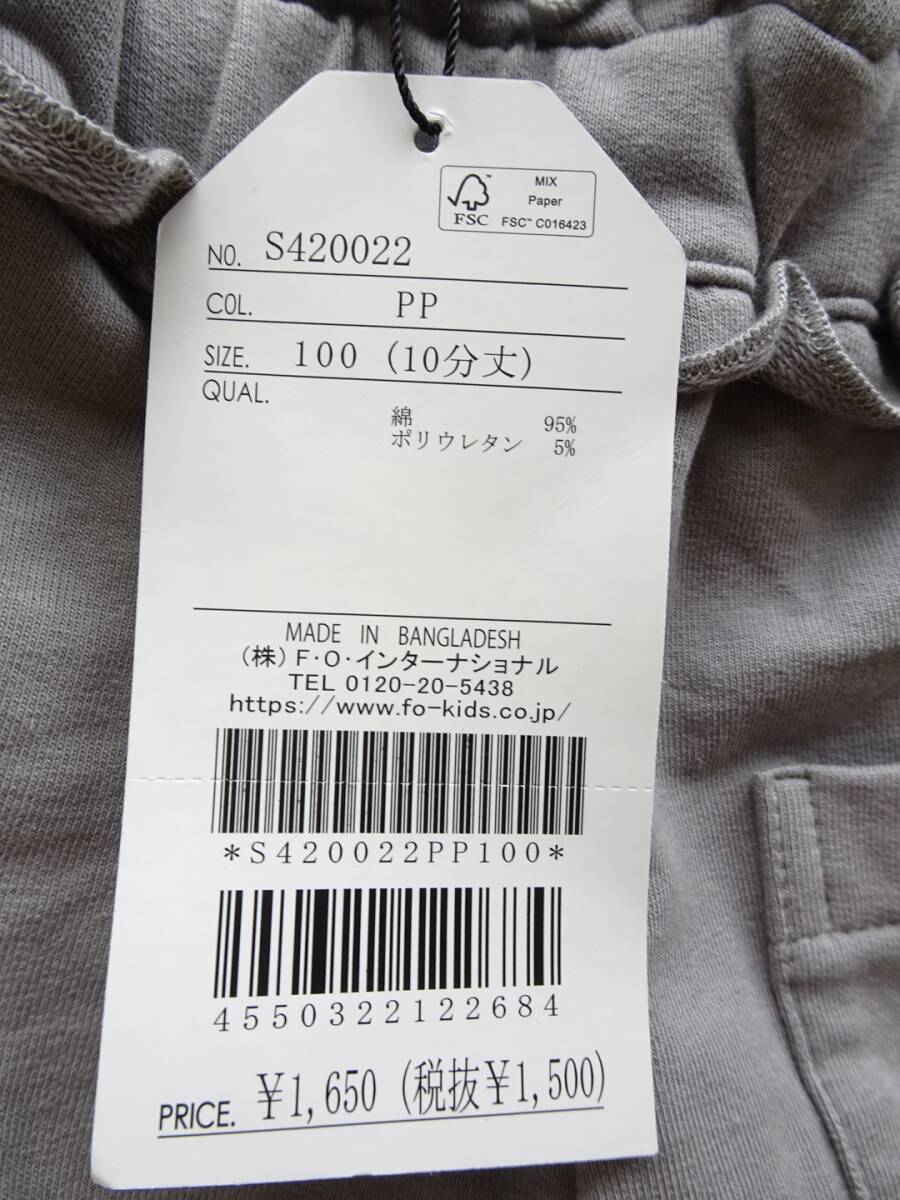 MIX
Paper
FSC™ C016423
FSC
NO. S420022
COL. PP
SIZE. 100 (10分丈)
QUAL.
綿 95%
ポリウレタン 5%
MADE IN BANGLADESH
(株) F・O・インターナショナル
TEL 0120-20-5438
https://www.fo-kids.co.jp/
*S420022PP100*
4550322122684
PRICE. ¥1,650 (税抜¥1,500)